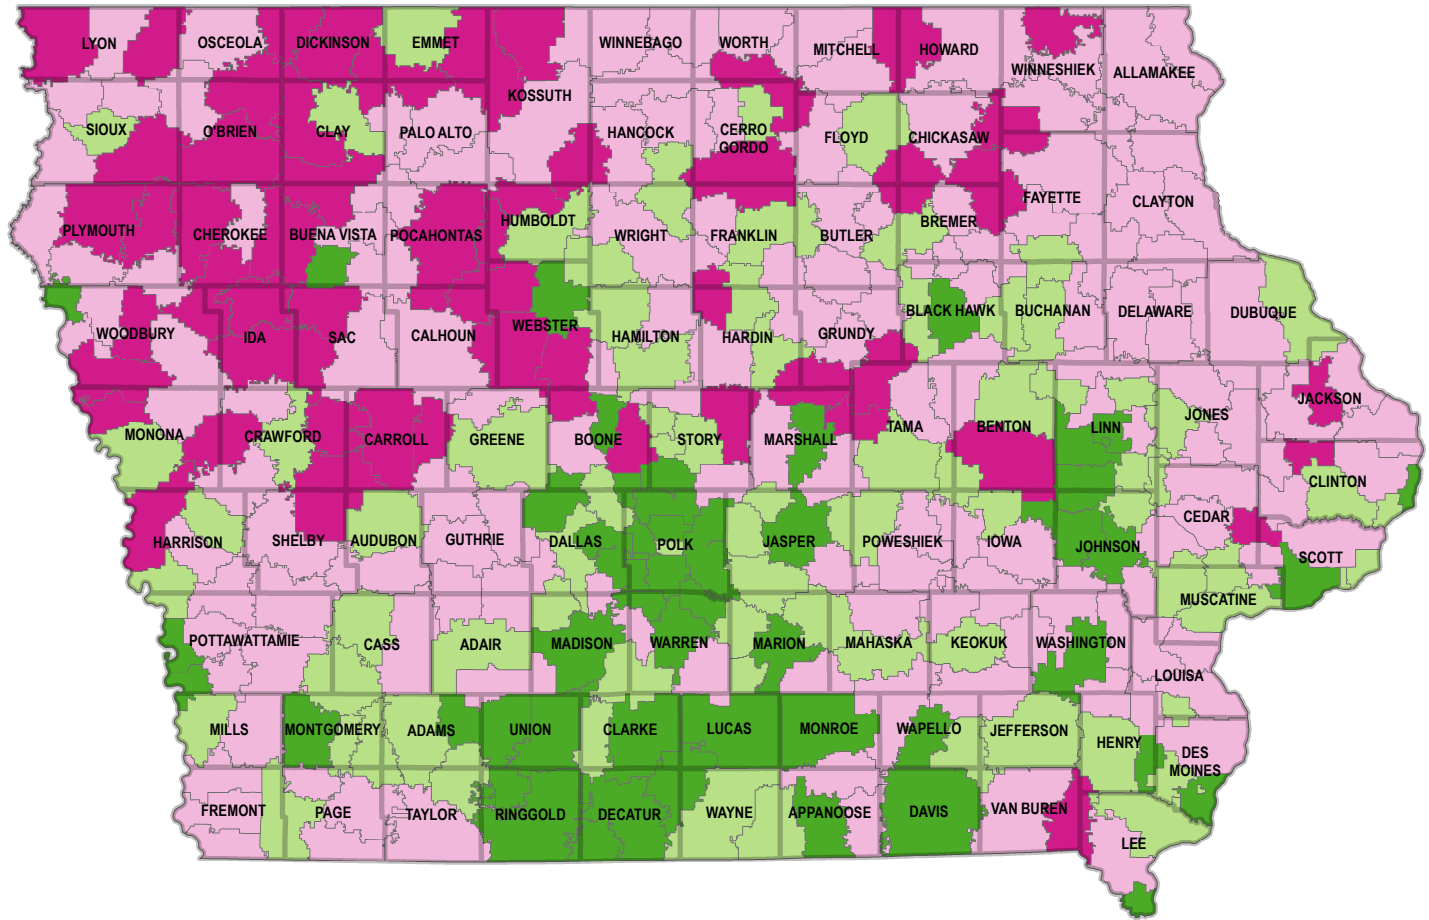 LYON
OSCEOLA
DICKINSON
EMMET
WINNEBAGO
WORTH
MITCHELL
HOWARD
WINNESHIEK
ALLAMAKEE
KOSSUTH
SIOUX
O'BRIEN
CLAY
PALO ALTO
HANCOCK
CERRO
GORDO
FLOYD
CHICKASAW
PLYMOUTH
CHEROKEE
BUENA VISTA
POCAHONTAS
HUMBOLDT
WRIGHT
FRANKLIN
BUTLER
BREMER
FAYETTE
CLAYTON
WOODBURY
IDA
SAC
CALHOUN
WEBSTER
HAMILTON
HARDIN
GRUNDY
BLACK HAWK
BUCHANAN
DELAWARE
DUBUQUE
MONONA
CRAWFORD
CARROLL
GREENE
BOONE
STORY
MARSHALL
TAMA
BENTON
LINN
JONES
JACKSON
CLINTON
HARRISON
SHELBY
AUDUBON
GUTHRIE
DALLAS
POLK
JASPER
POWESHIEK
IOWA
JOHNSON
CEDAR
SCOTT
MUSCATINE
POTTAWATTAMIE
CASS
ADAIR
MADISON
WARREN
MARION
MAHASKA
KEOKUK
WASHINGTON
LOUISA
MILLS
MONTGOMERY
ADAMS
UNION
CLARKE
LUCAS
MONROE
WAPELLO
JEFFERSON
HENRY
DES
MOINES
FREMONT
PAGE
TAYLOR
RINGGOLD
DECATUR
WAYNE
APPANOOSE
DAVIS
VAN BUREN
LEE